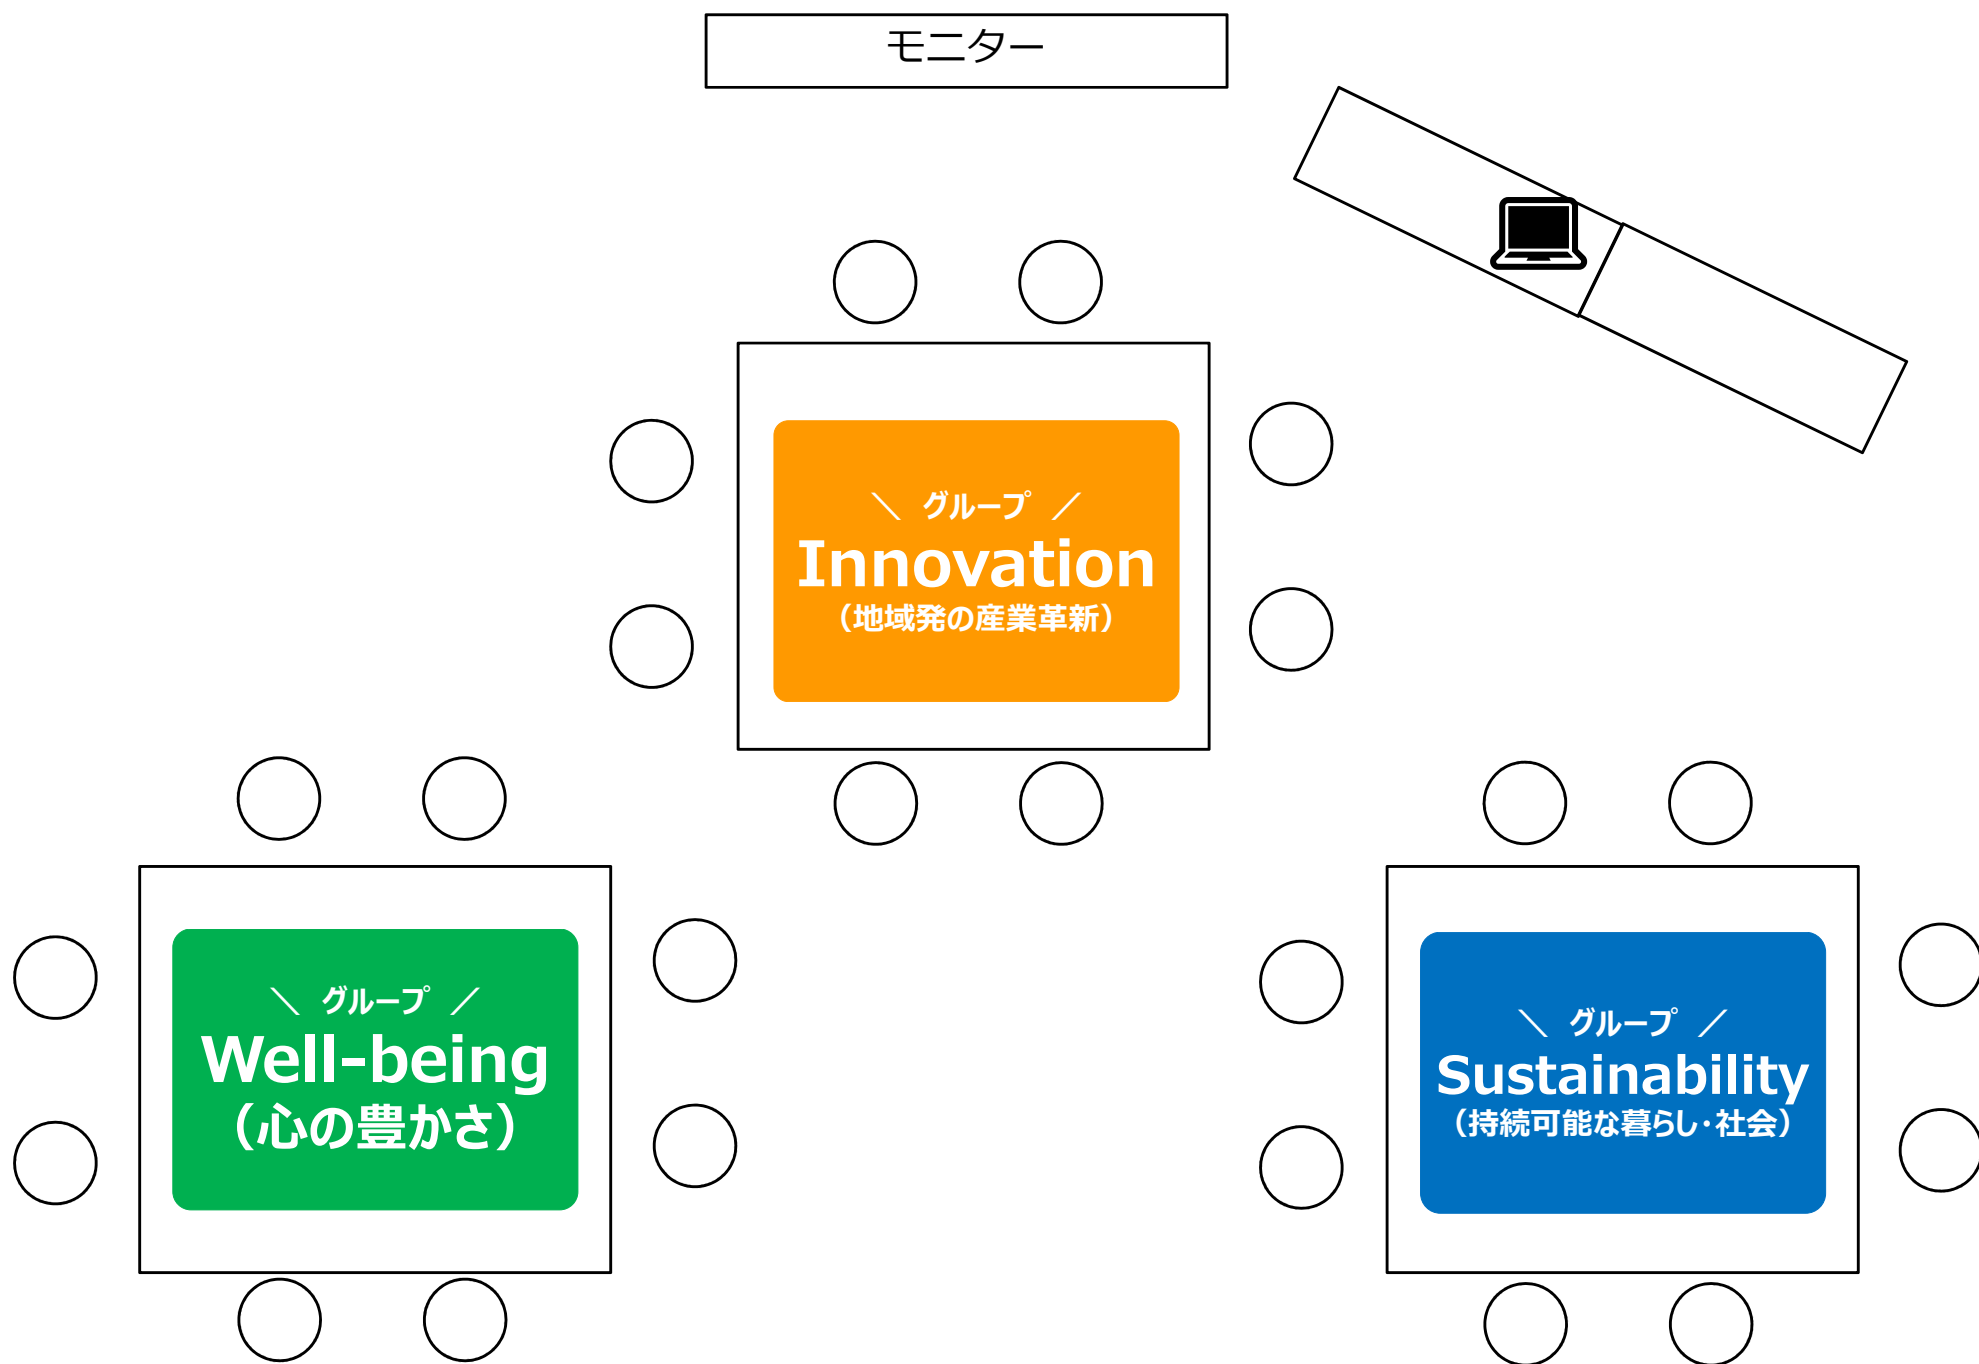 モニター
＼ グループ ／
Innovation
（地域発の産業革新）
＼ グループ ／
Well-being
（心の豊かさ）
＼ グループ ／
Sustainability
（持続可能な暮らし・社会）